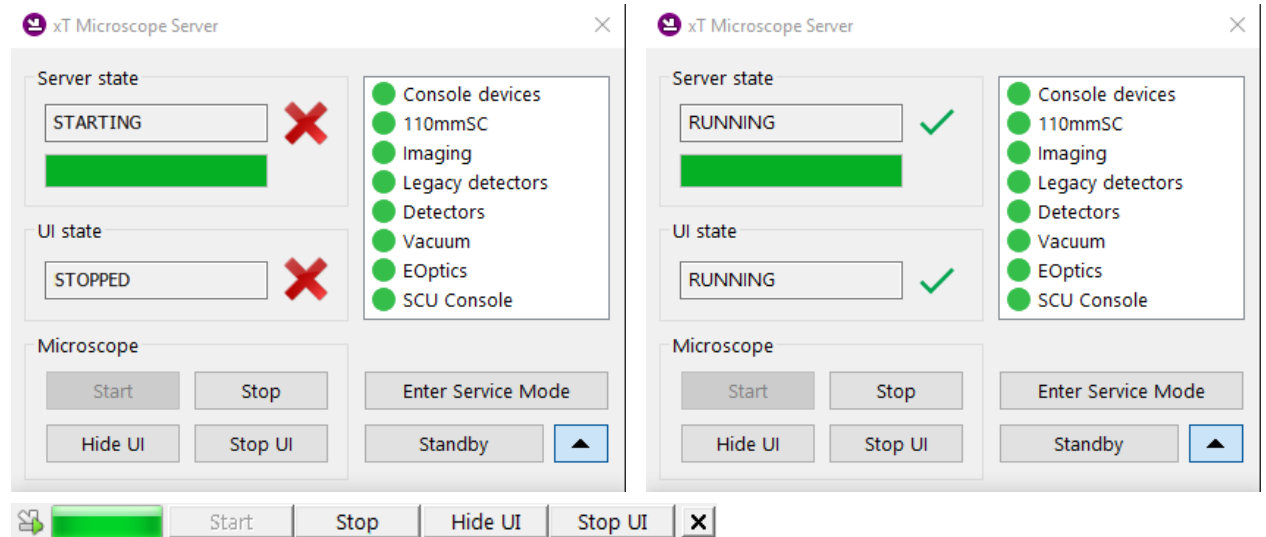 xT Microscope Server
Server state
STARTING
UI state
STOPPED
Console devices
110mmSC
Imaging
Legacy detectors
Detectors
Vacuum
EOptics
SCU Console
Microscope
Start Stop
Hide UI Stop UI
Enter Service Mode
Standby
xT Microscope Server
Server state
RUNNING
UI state
RUNNING
Console devices
110mmSC
Imaging
Legacy detectors
Detectors
Vacuum
EOptics
SCU Console
Microscope
Start Stop
Hide UI Stop UI
Enter Service Mode
Standby
Start Stop Hide UI Stop UI